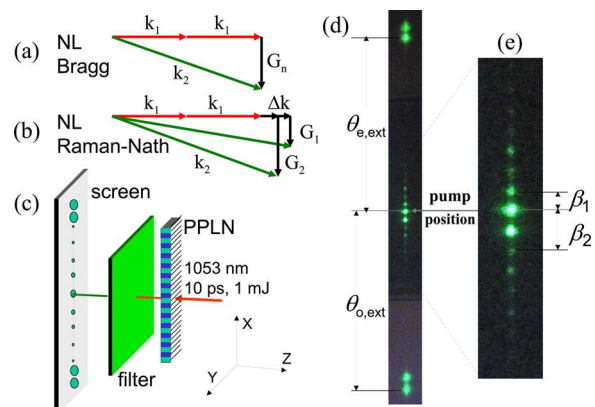 (a) NL Bragg
k₁ k₁
Gₙ
k₂
(b) NL Raman-Nath
k₁ k₁ Δk
G₁
k₂ G₂
(c)
screen
PPLN
1053 nm
10 ps, 1 mJ
filter
X
Y
Z
(d)
θe,ext
pump
position
θo,ext
(e)
β₁
β₂